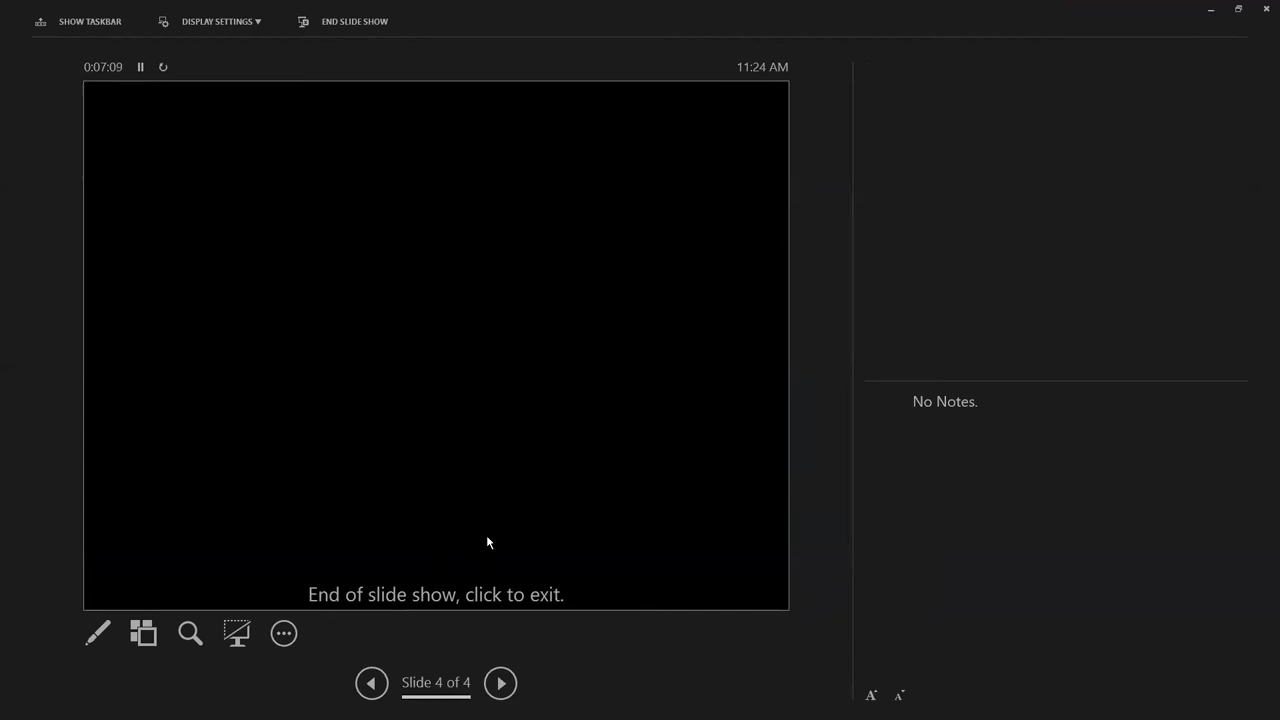 SHOW TASKBAR DISPLAY SETTINGS ▼ END SLIDE SHOW
0:07:09 11:24 AM
End of slide show, click to exit.
Slide 4 of 4
No Notes.
A A